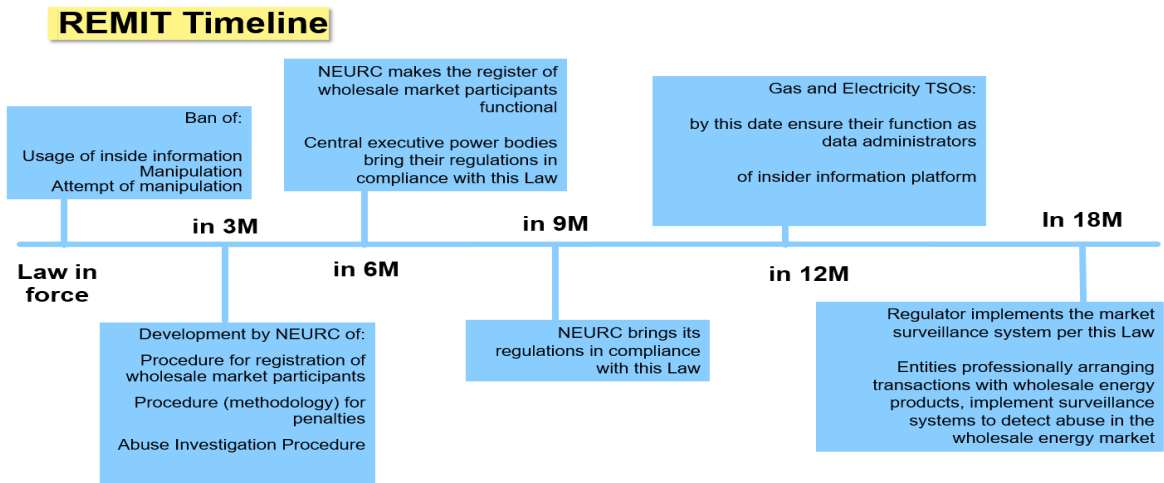 REMIT Timeline
Ban of:
Usage of inside information
Manipulation
Attempt of manipulation
Law in
force
in 3M
Development by NEURC of:
Procedure for registration of
wholesale market participants
Procedure (methodology) for
penalties
Abuse Investigation Procedure
NEURC makes the register of
wholesale market participants
functional
Central executive power bodies
bring their regulations in
compliance with this Law
in 6M
in 9M
NEURC brings its
regulations in compliance
with this Law
Gas and Electricity TSOs:
by this date ensure their function as
data administrators
of insider information platform
in 12M
In 18M
Regulator implements the market
surveillance system per this Law
Entities professionally arranging
transactions with wholesale energy
products, implement surveillance
systems to detect abuse in the
wholesale energy market